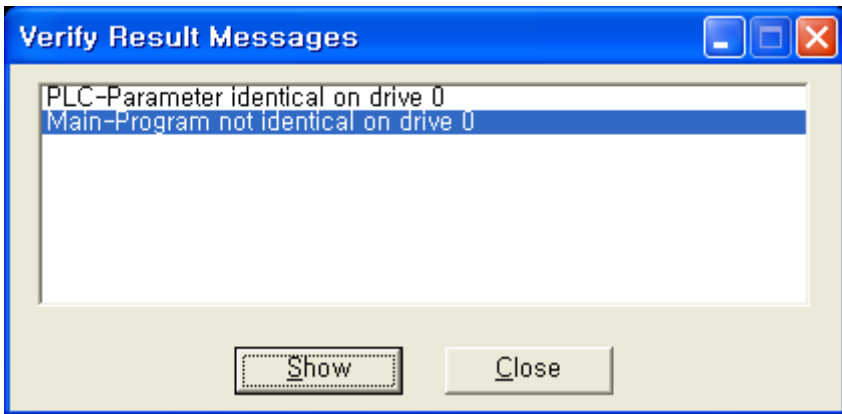 Verify Result Messages
PLC-Parameter identical on drive 0
Main-Program not identical on drive 0
Show
Close